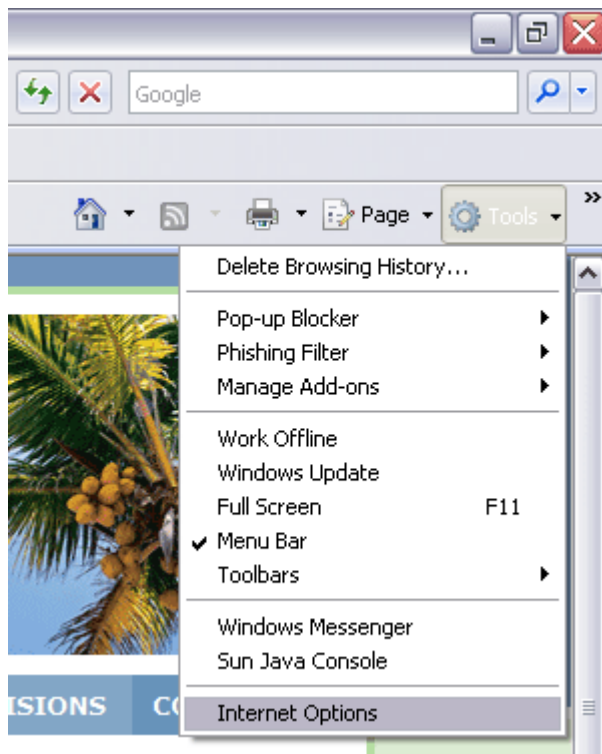 Google
Page
Tools
Delete Browsing History...
Pop-up Blocker
Phishing Filter
Manage Add-ons
Work Offline
Windows Update
Full Screen F11
Menu Bar
Toolbars
Windows Messenger
Sun Java Console
Internet Options
ISIONS